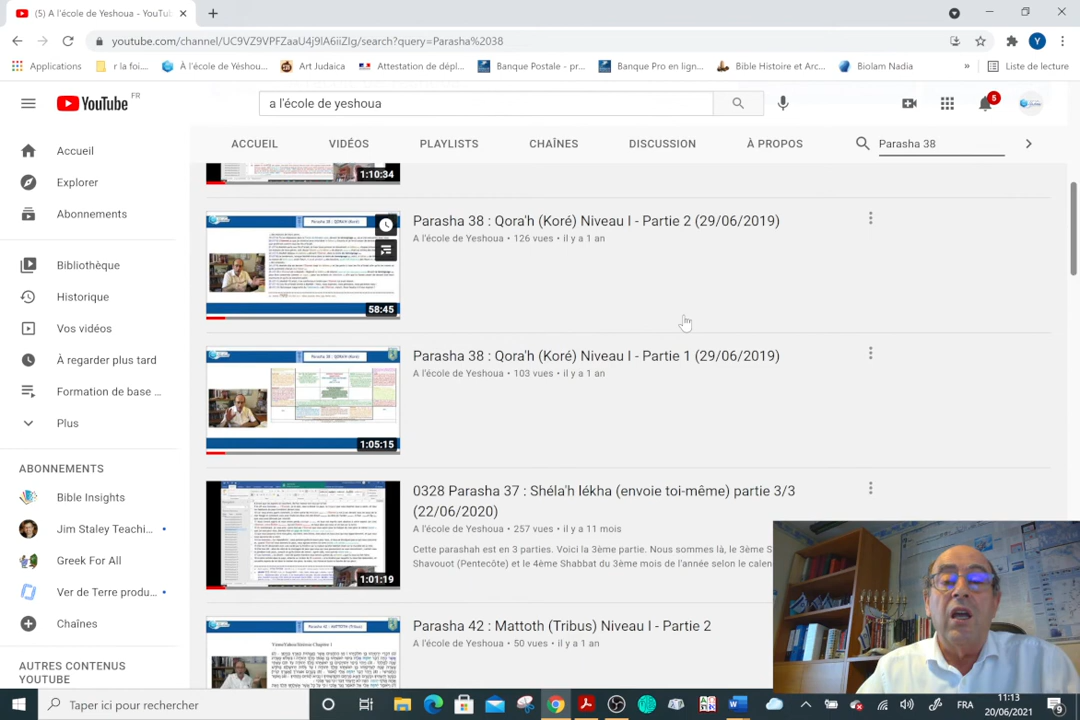 (5) A l'école de Yeshoua - YouTu
youtube.com/channel/UC9VZ9VPFZaaU4j9lA6iiZlg/search?query=Parasha%2038
Applications
r la foi...
À l'école de Yéshou...
Art Judaica
Attestation de dépl...
Banque Postale - pr...
Banque Pro en lign...
Bible Histoire et Arc...
Biolam Nadia
»
Liste de lecture
YouTube FR
a l'école de yeshoua
5
ACCUEIL
VIDÉOS
PLAYLISTS
CHAÎNES
DISCUSSION
À PROPOS
Parasha 38
Accueil
Explorer
Abonnements
Bibliothèque
Historique
Vos vidéos
À regarder plus tard
Formation de base ...
Plus
ABONNEMENTS
Bible Insights
Jim Staley Teachi...
Greek For All
Ver de Terre produ...
Chaînes
AUTRES CONTENUS
YOUTUBE
1:10:34
Parasha 38 : Qora'h (Koré) Niveau I - Partie 2 (29/06/2019)
A l'école de Yeshoua • 126 vues • il y a 1 an
58:45
Parasha 38 : Qora'h (Koré) Niveau I - Partie 1 (29/06/2019)
A l'école de Yeshoua • 103 vues • il y a 1 an
1:05:15
0328 Parasha 37 : Shéla'h lékha (envoie toi-même) partie 3/3
(22/06/2020)
A l'école de Yeshoua • 257 vues • il y a 11 mois
Cette parashah est en 3 parties. Voici la 3ème partie. Nous sommes
Shavouot (Pentecôte) et le 4ème Shabbat du 3ème mois de l'année selon le calen
1:01:19
Parasha 42 : Mattoth (Tribus) Niveau I - Partie 2
A l'école de Yeshoua • 50 vues • il y a 1 an
Taper ici pour rechercher
FRA
11:13
20/06/2021
9